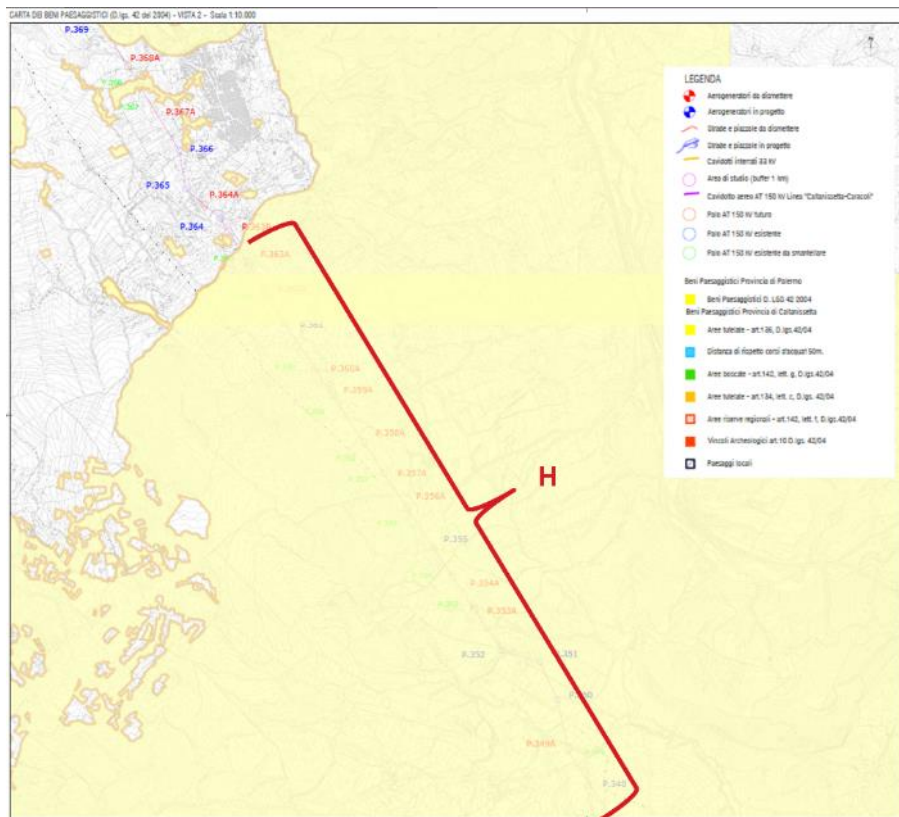 CARTA DEI BENI PAESAGGISTICI (D.lgs. 42 del 2004) - VISTA 2 - Scala 1:10.000
P.369
P.368A
P.367A
P.366
P.365
P.364A
P.364
P.362A
P.360A
P.359A
P.358A
P.357A
P.356A
H
P.355
P.354A
P.353A
P.352
P.351
P.349A
P.348
LEGENDA
Aerogeneratori da dismettere
Aerogeneratori in progetto
Strade e piazzole da dismettere
Strade e piazzole in progetto
Cavidotti interrati 33 kV
Area di studio (buffer 1 km)
Cavidotto aereo AT 150 kV Linea "Caltanissetta-Caracoli"
Palo AT 150 kV futuro
Palo AT 150 kV esistente
Palo AT 150 kV esistente da smantellare
Beni Paesaggistici Provincia di Palermo
Beni Paesaggistici D. LGS 42 2004
Beni Paesaggistici Provincia di Caltanissetta
Aree tutelate - art.136, D.lgs.42/04
Distanza di rispetto corsi d'acqua 50m.
Aree boscate - art.142, lett. g, D.lgs.42/04
Aree tutelate - art.134, lett. c, D.lgs. 42/04
Aree riserve regionali - art.142, lett. f, D.lgs.42/04
Vincoli Archeologici art.10 D.lgs. 42/04
Paesaggi locali